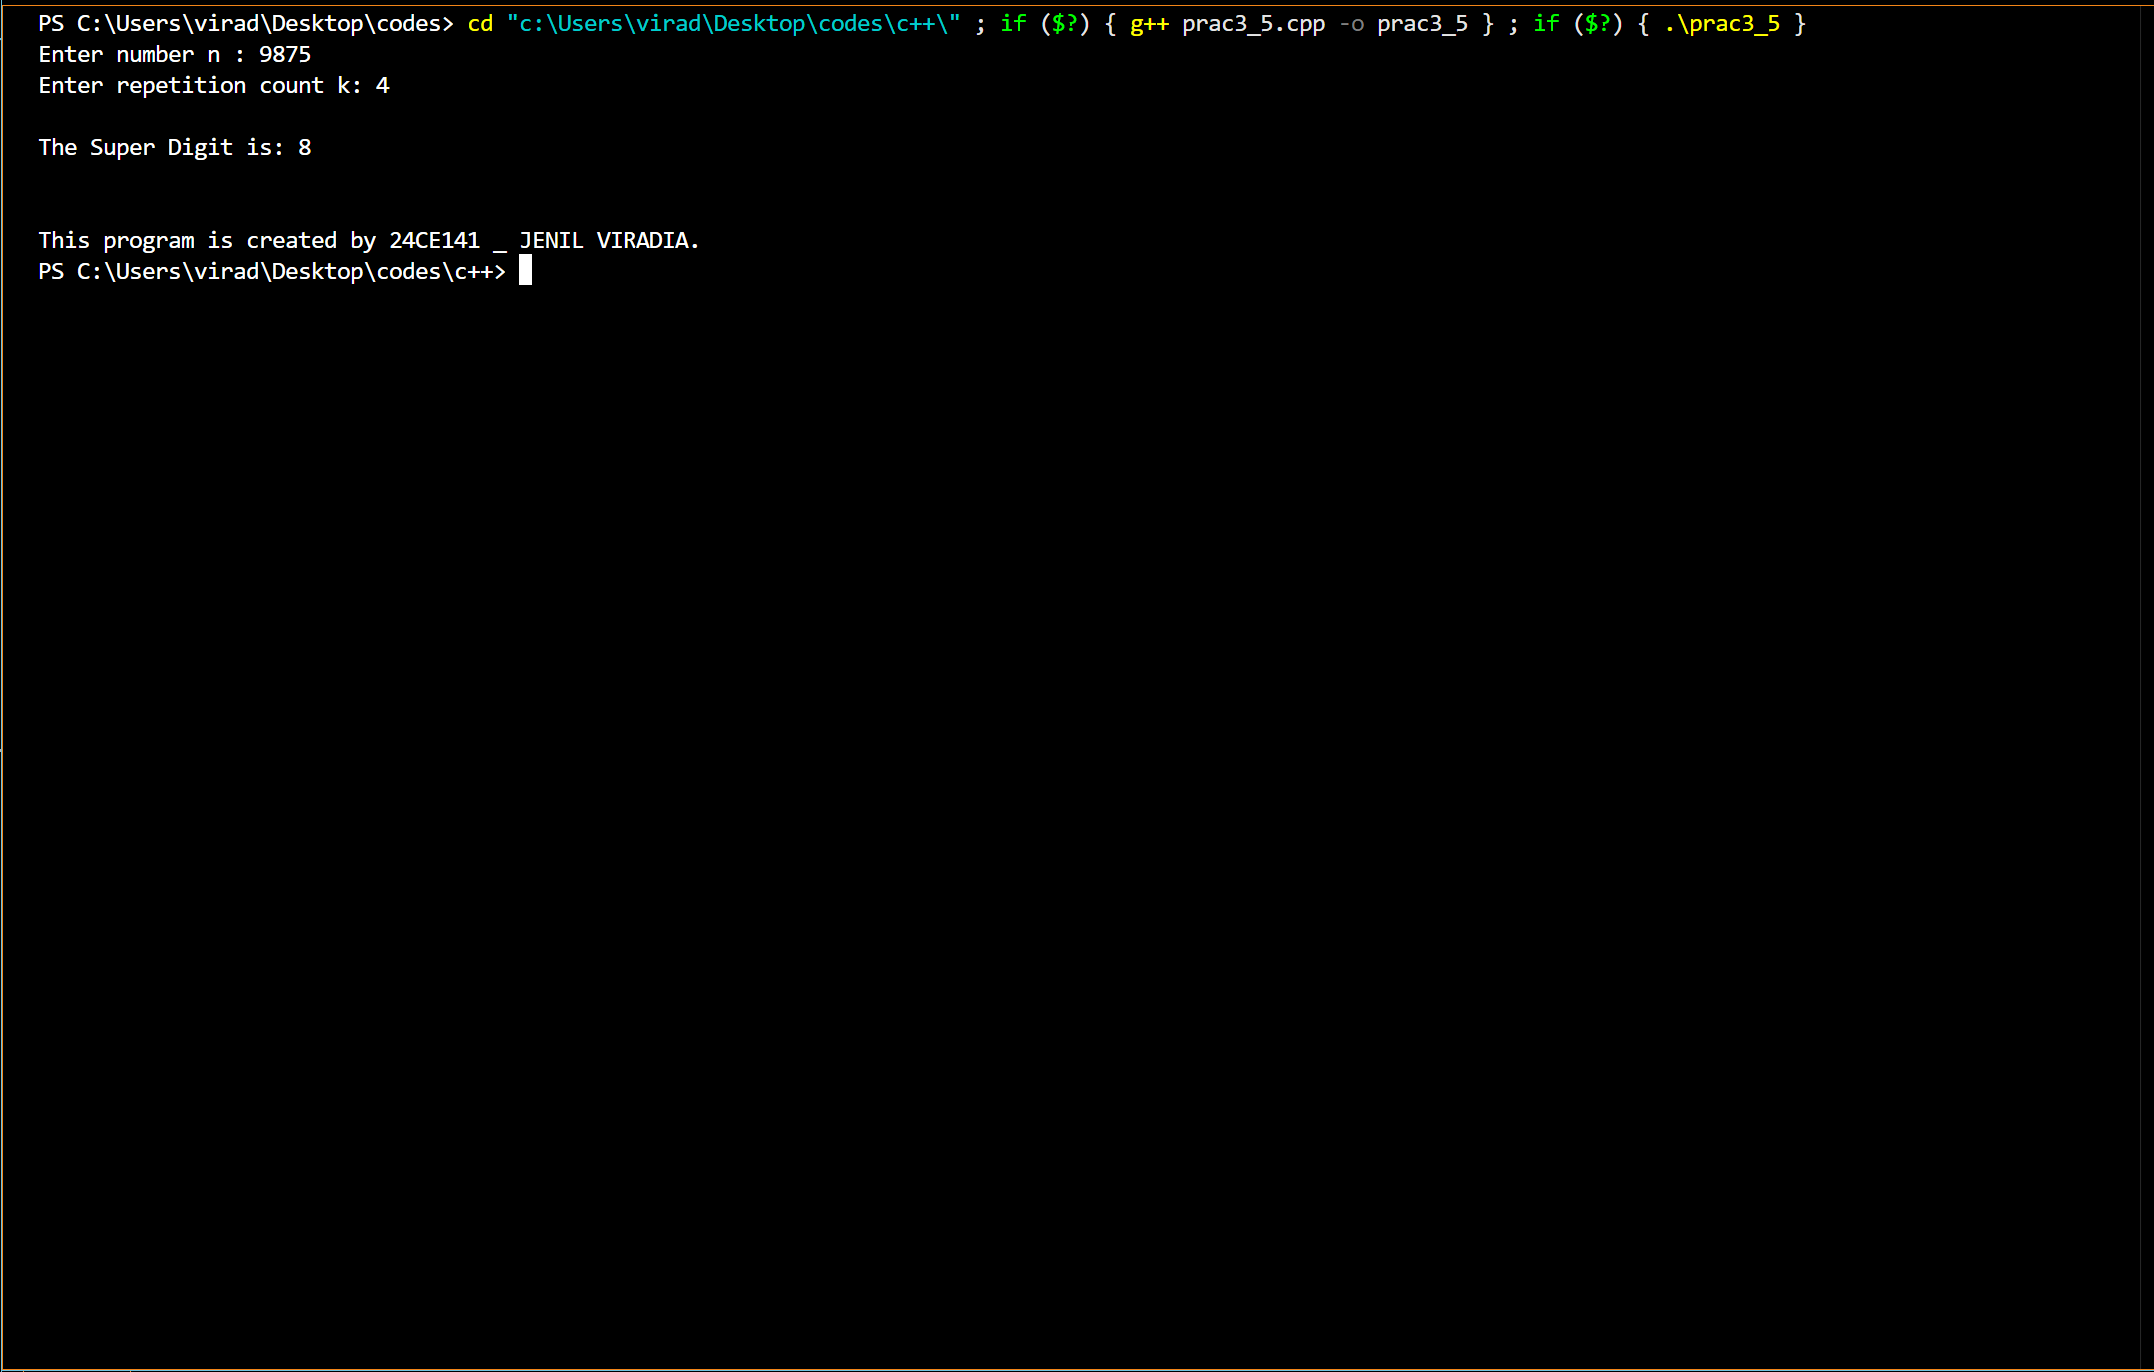 PS C:\Users\virad\Desktop\codes> cd "c:\Users\virad\Desktop\codes\c++\" ; if ($?) { g++ prac3_5.cpp -o prac3_5 } ; if ($?) { .\prac3_5 }
Enter number n : 9875
Enter repetition count k: 4
The Super Digit is: 8
This program is created by 24CE141 _ JENIL VIRADIA.
PS C:\Users\virad\Desktop\codes\c++>